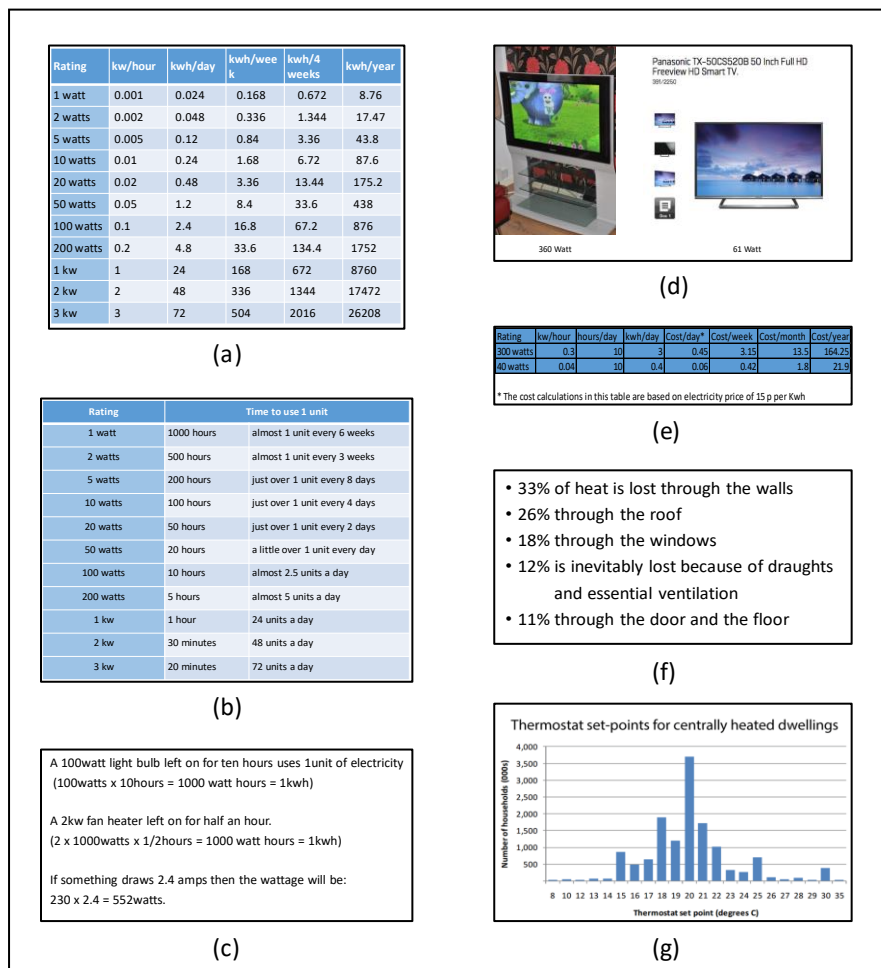 Rating kw/hour kwh/day kwh/wee kwh/4 kwh/year
k weeks
1 watt 0.001 0.024 0.168 0.672 8.76
2 watts 0.002 0.048 0.336 1.344 17.47
5 watts 0.005 0.12 0.84 3.36 43.8
10 watts 0.01 0.24 1.68 6.72 87.6
20 watts 0.02 0.48 3.36 13.44 175.2
50 watts 0.05 1.2 8.4 33.6 438
100 watts 0.1 2.4 16.8 67.2 876
200 watts 0.2 4.8 33.6 134.4 1752
1 kw 1 24 168 672 8760
2 kw 2 48 336 1344 17472
3 kw 3 72 504 2016 26208
(a)
Rating Time to use 1 unit
1 watt 1000 hours almost 1 unit every 6 weeks
2 watts 500 hours almost 1 unit every 3 weeks
5 watts 200 hours just over 1 unit every 8 days
10 watts 100 hours just over 1 unit every 4 days
20 watts 50 hours just over 1 unit every 2 days
50 watts 20 hours a little over 1 unit every day
100 watts 10 hours almost 2.5 units a day
200 watts 5 hours almost 5 units a day
1 kw 1 hour 24 units a day
2 kw 30 minutes 48 units a day
3 kw 20 minutes 72 units a day
(b)
A 100watt light bulb left on for ten hours uses 1unit of electricity
(100watts x 10hours = 1000 watt hours = 1kwh)
A 2kw fan heater left on for half an hour.
(2 x 1000watts x 1/2hours = 1000 watt hours = 1kwh)
If something draws 2.4 amps then the wattage will be:
230 x 2.4 = 552watts.
(c)
Panasonic TX-50CS520B 50 Inch Full HD
Freeview HD Smart TV.
391/2250
360 Watt 61 Watt
(d)
Rating kw/hour hours/day kwh/day Cost/day* Cost/week Cost/month Cost/year
300 watts 0.3 10 3 0.45 3.15 13.5 164.25
40 watts 0.04 10 0.4 0.06 0.42 1.8 21.9
* The cost calculations in this table are based on electricity price of 15 p per Kwh
(e)
• 33% of heat is lost through the walls
• 26% through the roof
• 18% through the windows
• 12% is inevitably lost because of draughts
and essential ventilation
• 11% through the door and the floor
(f)
Thermostat set-points for centrally heated dwellings
Number of households (000s)
4,000
3,500
3,000
2,500
2,000
1,500
1,000
500
8 10 12 13 14 15 16 17 18 19 20 21 22 23 24 25 26 27 28 29 30 35
Thermostat set point (degrees C)
(g)